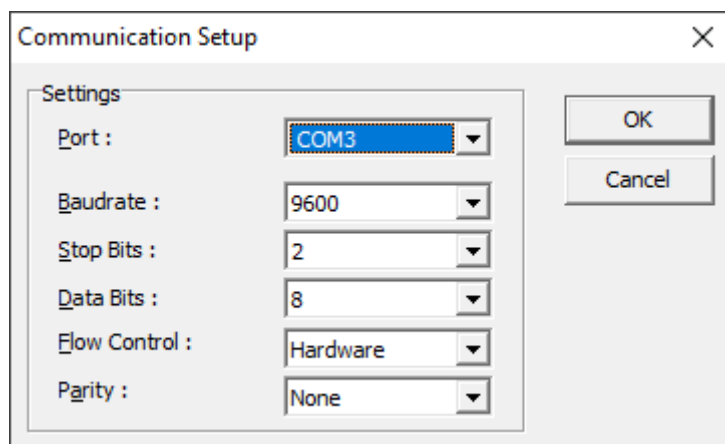 Communication Setup
Settings
Port : COM3
OK
Baudrate : 9600
Cancel
Stop Bits : 2
Data Bits : 8
Flow Control : Hardware
Parity : None